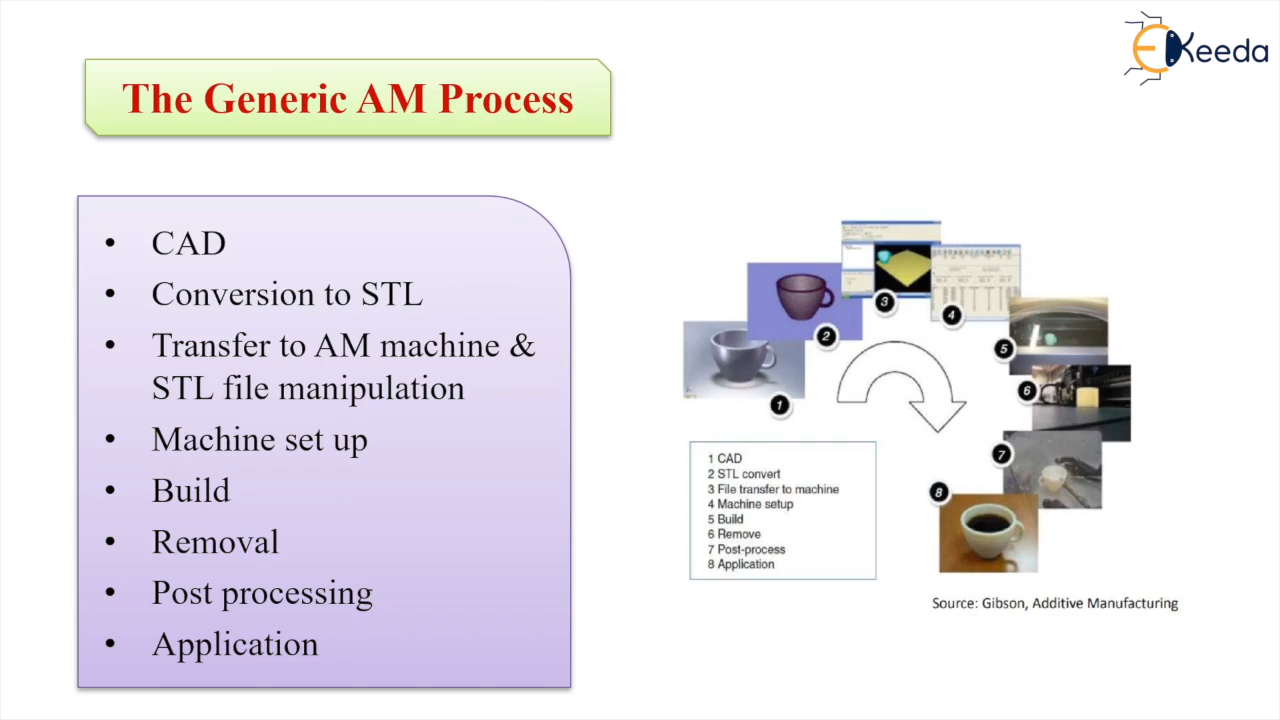 EKeeda
The Generic AM Process
• CAD
• Conversion to STL
• Transfer to AM machine &
STL file manipulation
• Machine set up
• Build
• Removal
• Post processing
• Application
1
2
3
4
5
6
7
8
1 CAD
2 STL convert
3 File transfer to machine
4 Machine setup
5 Build
6 Remove
7 Post-process
8 Application
Source: Gibson, Additive Manufacturing